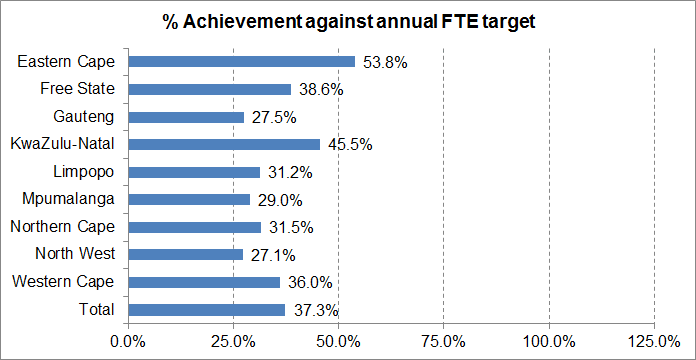 % Achievement against annual FTE target
Eastern Cape 53.8%
Free State 38.6%
Gauteng 27.5%
KwaZulu-Natal 45.5%
Limpopo 31.2%
Mpumalanga 29.0%
Northern Cape 31.5%
North West 27.1%
Western Cape 36.0%
Total 37.3%
0.0% 25.0% 50.0% 75.0% 100.0% 125.0%